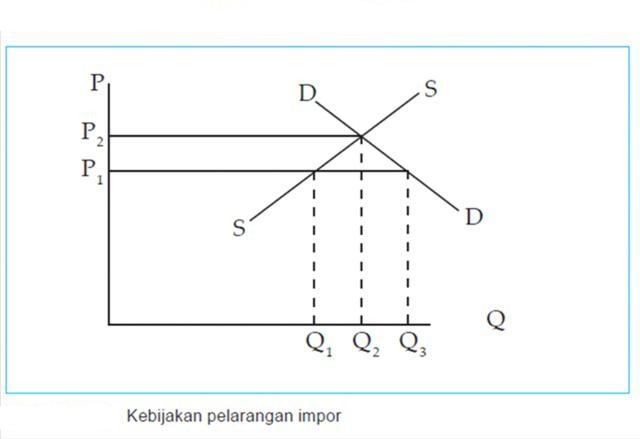 P
D
S
P₂
P₁
S
D
Q
Q₁ Q₂ Q₃
Kebijakan pelarangan impor